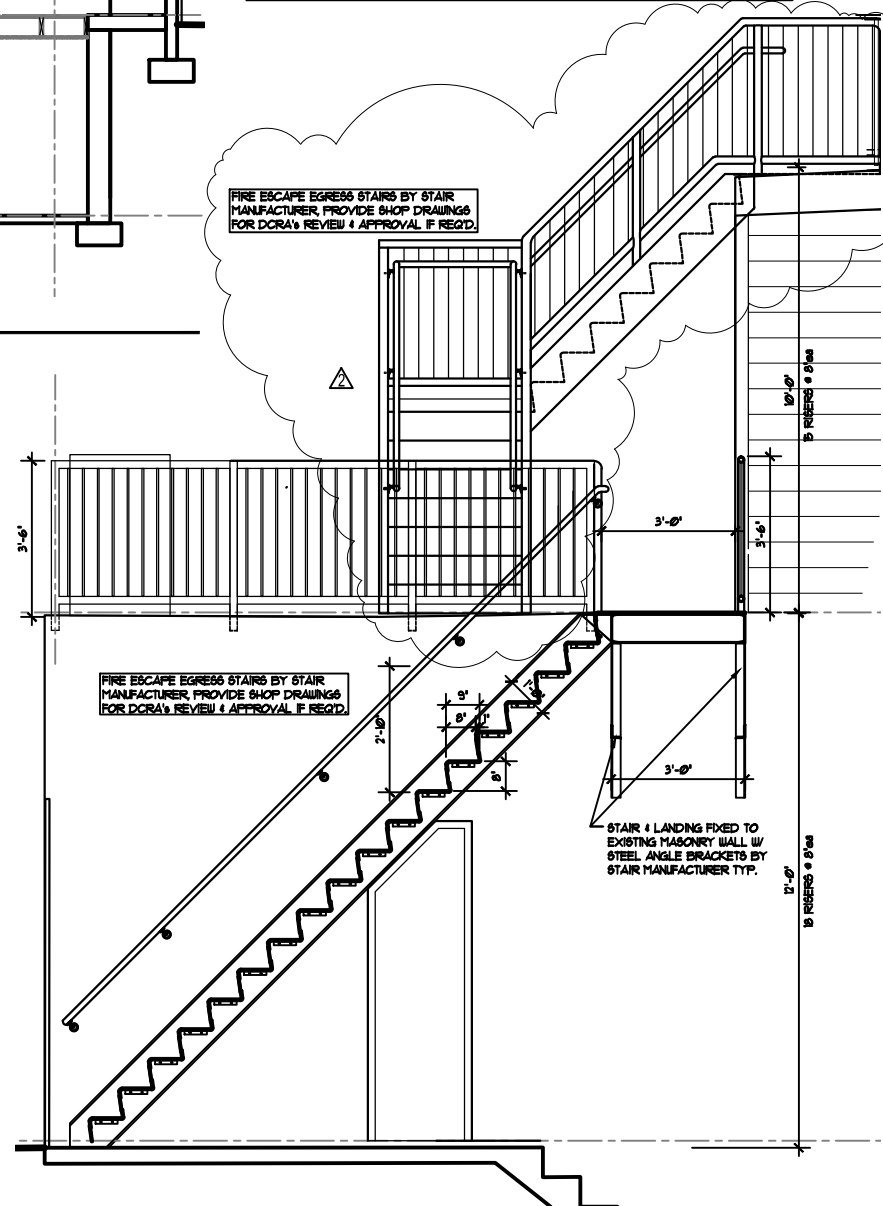 FIRE ESCAPE EGRESS STAIRS BY STAIR
MANUFACTURER, PROVIDE SHOP DRAWINGS
FOR DCRA's REVIEW & APPROVAL IF REQ'D.
2
10'-0"
15 RISERS @ 8"ea
3'-6"
3'-0"
3'-6"
FIRE ESCAPE EGRESS STAIRS BY STAIR
MANUFACTURER, PROVIDE SHOP DRAWINGS
FOR DCRA's REVIEW & APPROVAL IF REQ'D.
9"
8"
1"
2'-10"
8"
3'-0"
STAIR & LANDING FIXED TO
EXISTING MASONRY WALL W/
STEEL ANGLE BRACKETS BY
STAIR MANUFACTURER TYP.
12'-0"
18 RISERS @ 8"ea